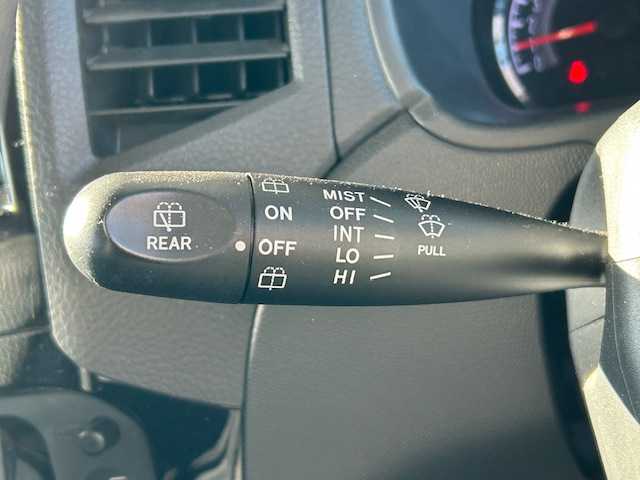 REAR
ON
OFF
MIST
OFF
INT
LO
HI
PULL